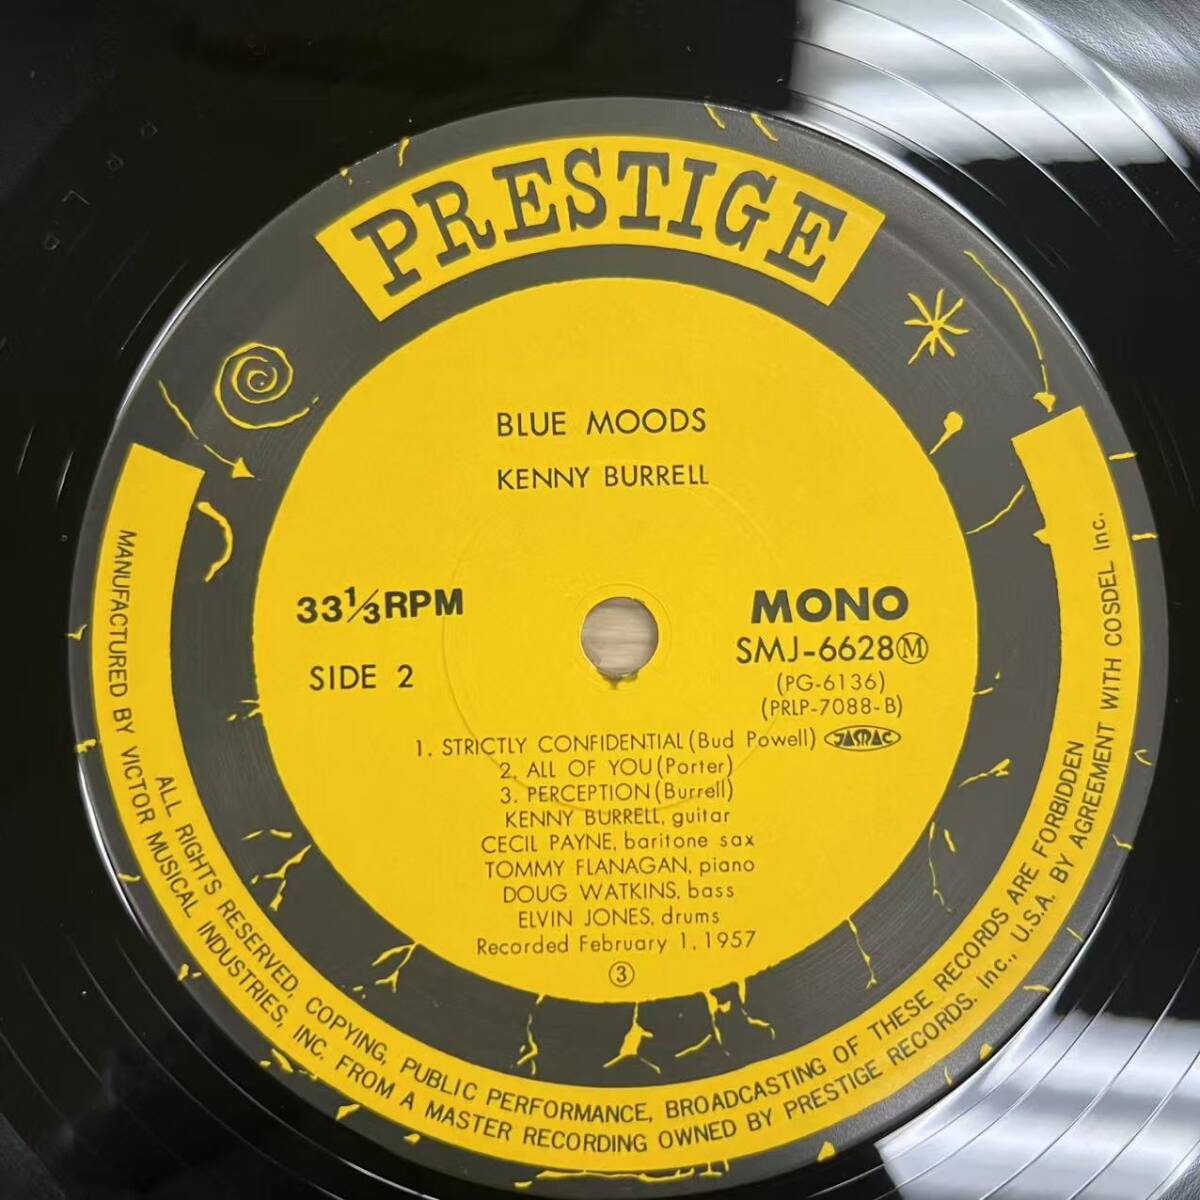 PRESTIGE
BLUE MOODS
KENNY BURRELL
33⅓RPM
SIDE 2
MONO
SMJ-6628Ⓜ
(PG-6136)
(PRLP-7088-B)
1. STRICTLY CONFIDENTIAL (Bud Powell) JASRAC
2. ALL OF YOU (Porter)
3. PERCEPTION (Burrell)
KENNY BURRELL, guitar
CECIL PAYNE, baritone sax
TOMMY FLANAGAN, piano
DOUG WATKINS, bass
ELVIN JONES, drums
Recorded February 1, 1957
③
ALL RIGHTS RESERVED, COPYING, PUBLIC PERFORMANCE, BROADCASTING OF THESE RECORDS ARE FORBIDDEN
MANUFACTURED BY VICTOR MUSICAL INDUSTRIES, INC. FROM A MASTER RECORDING OWNED BY PRESTIGE RECORDS. Inc., U.S.A. BY AGREEMENT WITH COSDEL Inc.